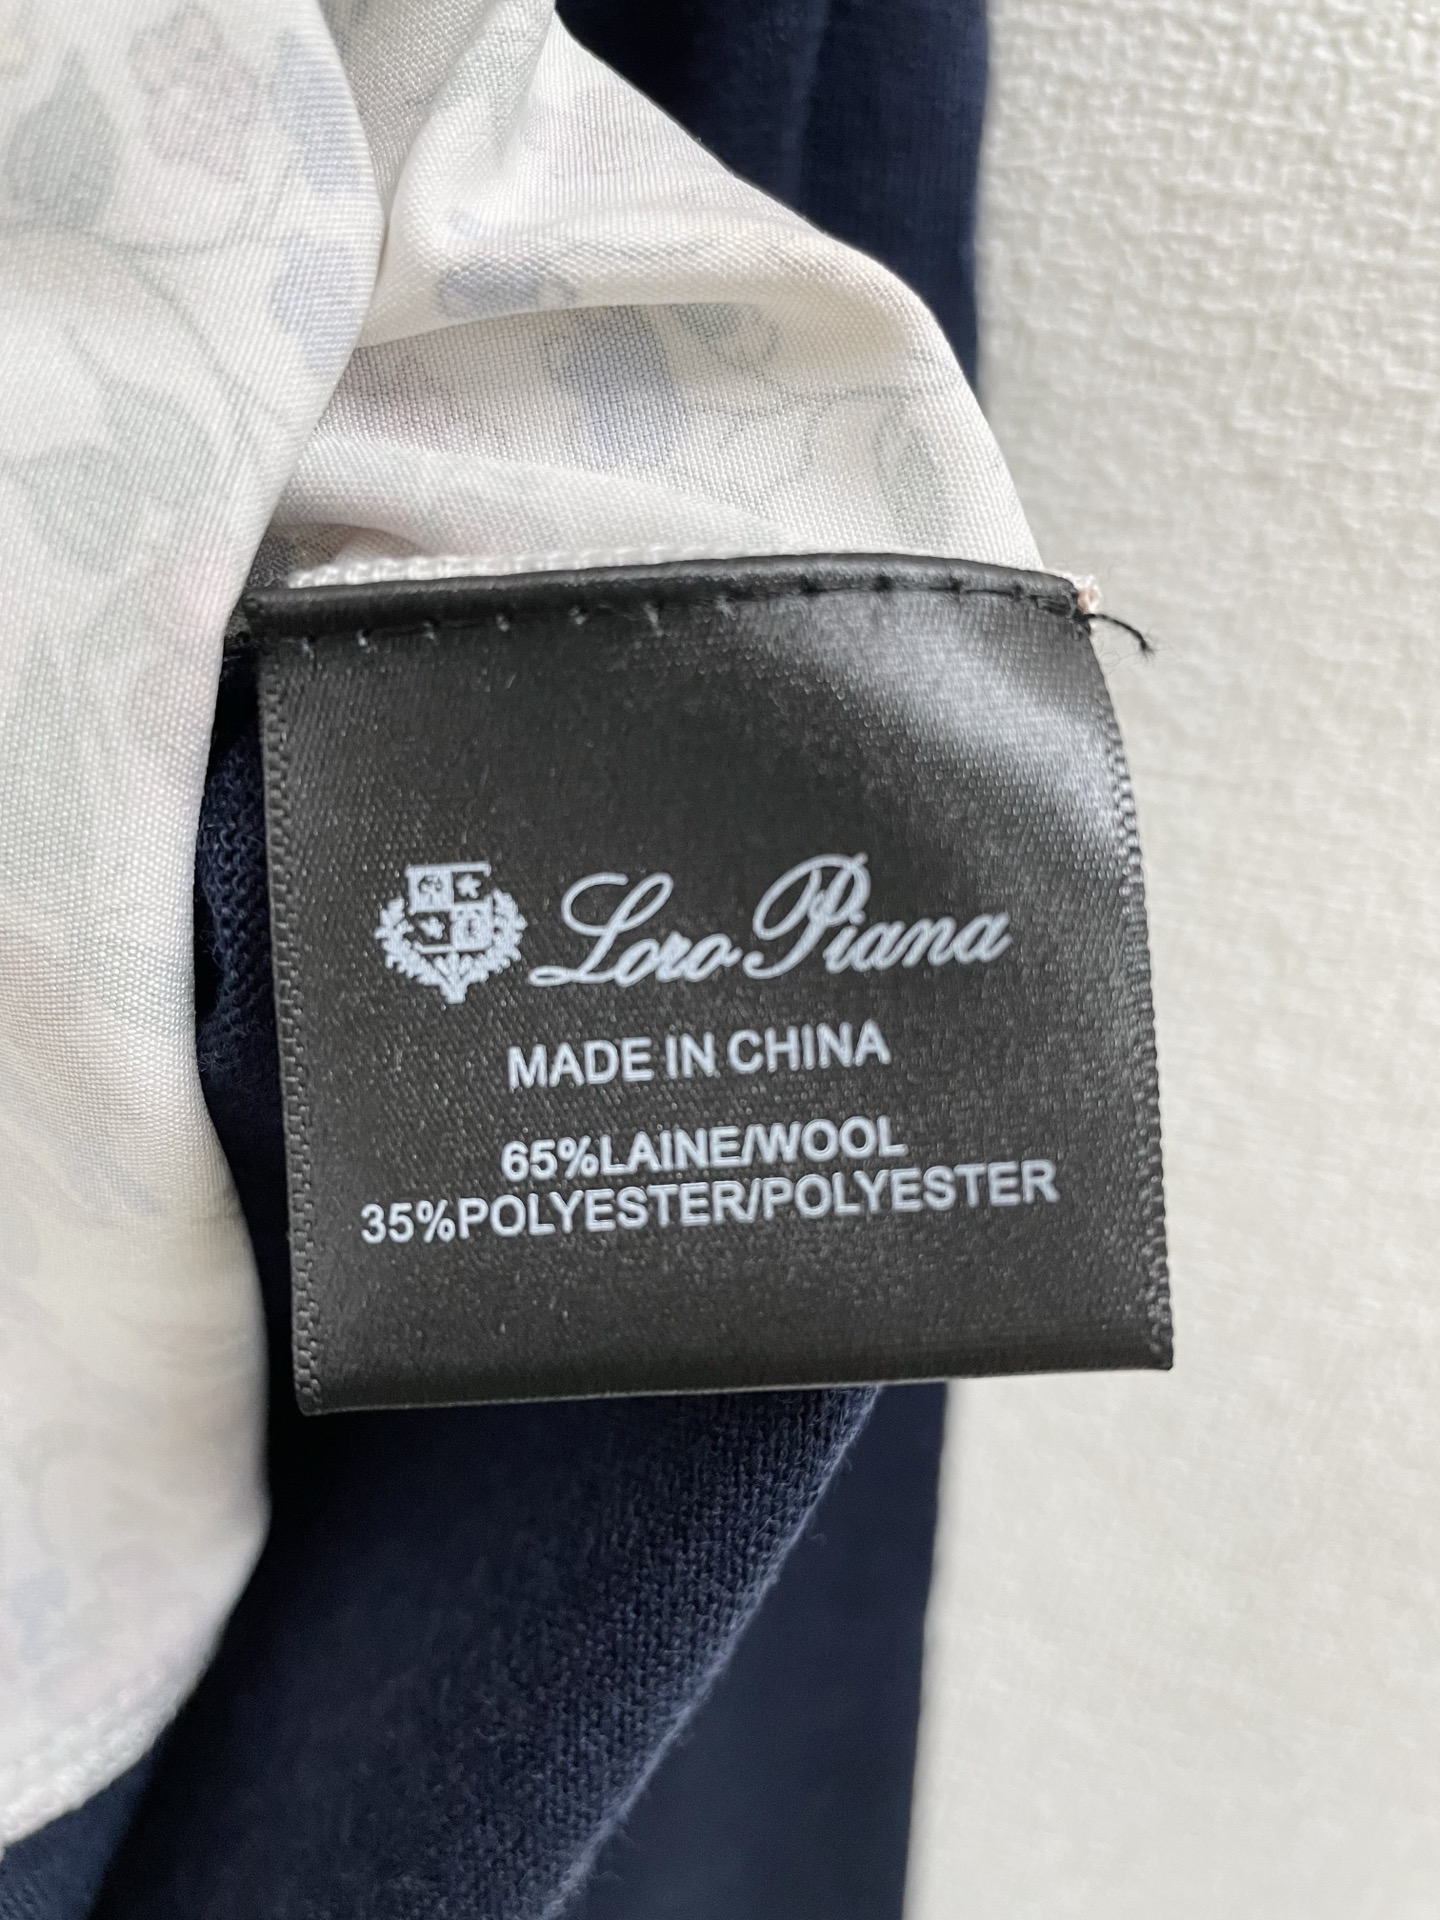 Loro Piana
MADE IN CHINA
65%LAINE/WOOL
35%POLYESTER/POLYESTER